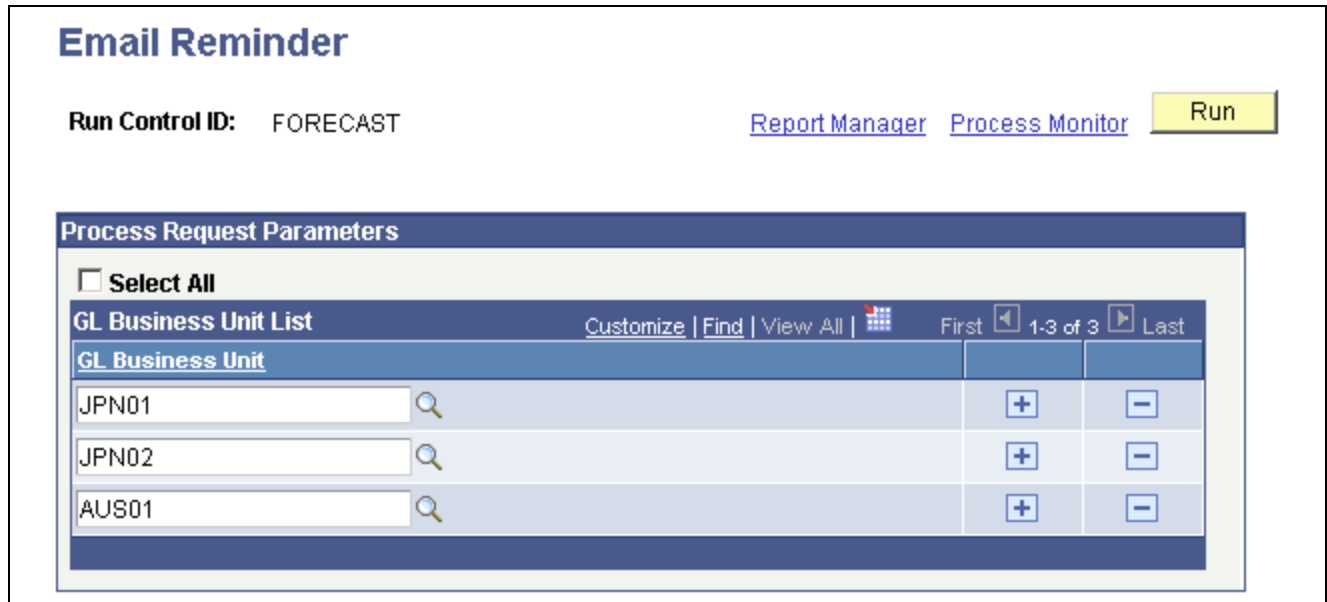 Email Reminder
Run Control ID: FORECAST Report Manager Process Monitor Run
Process Request Parameters
Select All
GL Business Unit List Customize | Find | View All | First 1-3 of 3 Last
GL Business Unit
JPN01
JPN02
AUS01